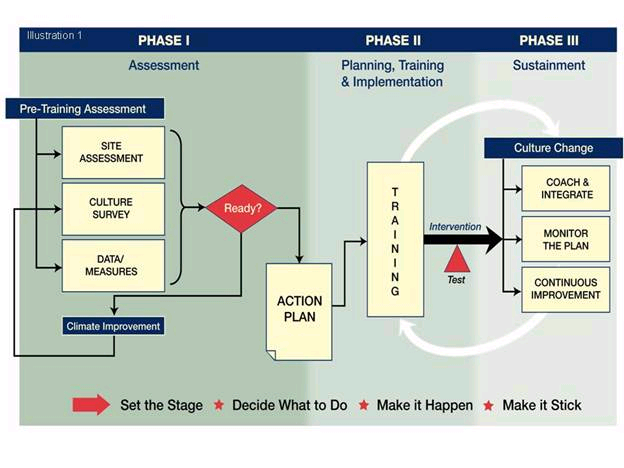 Illustration 1
PHASE I
PHASE II
PHASE III
Assessment
Planning, Training
& Implementation
Sustainment
Pre-Training Assessment
SITE
ASSESSMENT
CULTURE
SURVEY
DATA/
MEASURES
Ready?
Climate Improvement
ACTION
PLAN
TRAINING
Intervention
Test
Culture Change
COACH &
INTEGRATE
MONITOR
THE PLAN
CONTINUOUS
IMPROVEMENT
Set the Stage ★ Decide What to Do ★ Make it Happen ★ Make it Stick